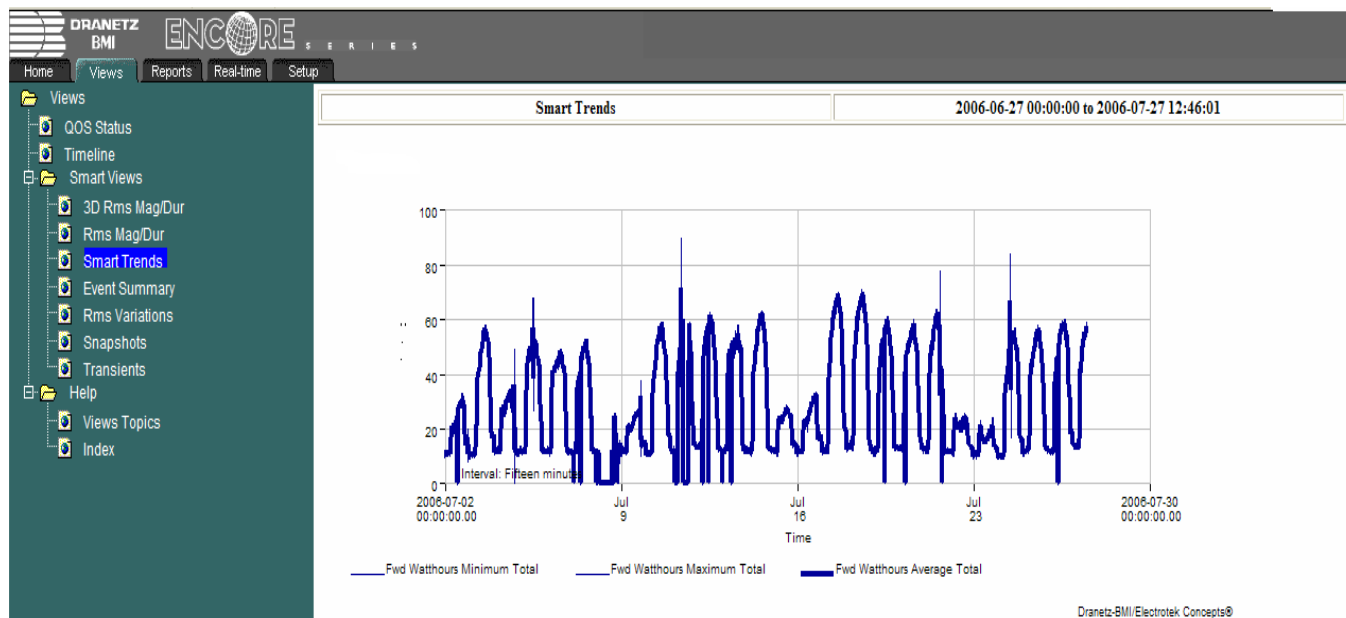 DRANETZ
BMI
ENCORE SERIES
Home Views Reports Real-time Setup
Views
QOS Status
Timeline
Smart Views
3D Rms Mag/Dur
Rms Mag/Dur
Smart Trends
Event Summary
Rms Variations
Snapshots
Transients
Help
Views Topics
Index
Smart Trends 2006-06-27 00:00:00 to 2006-07-27 12:46:01
100
80
60
40
20
0
Interval: Fifteen minute
2006-07-02 Jul Jul Jul 2006-07-30
00:00:00.00 9 16 23 00:00:00.00
Time
Fwd Watthours Minimum Total Fwd Watthours Maximum Total Fwd Watthours Average Total
Dranetz-BMI/Electrotek Concepts®